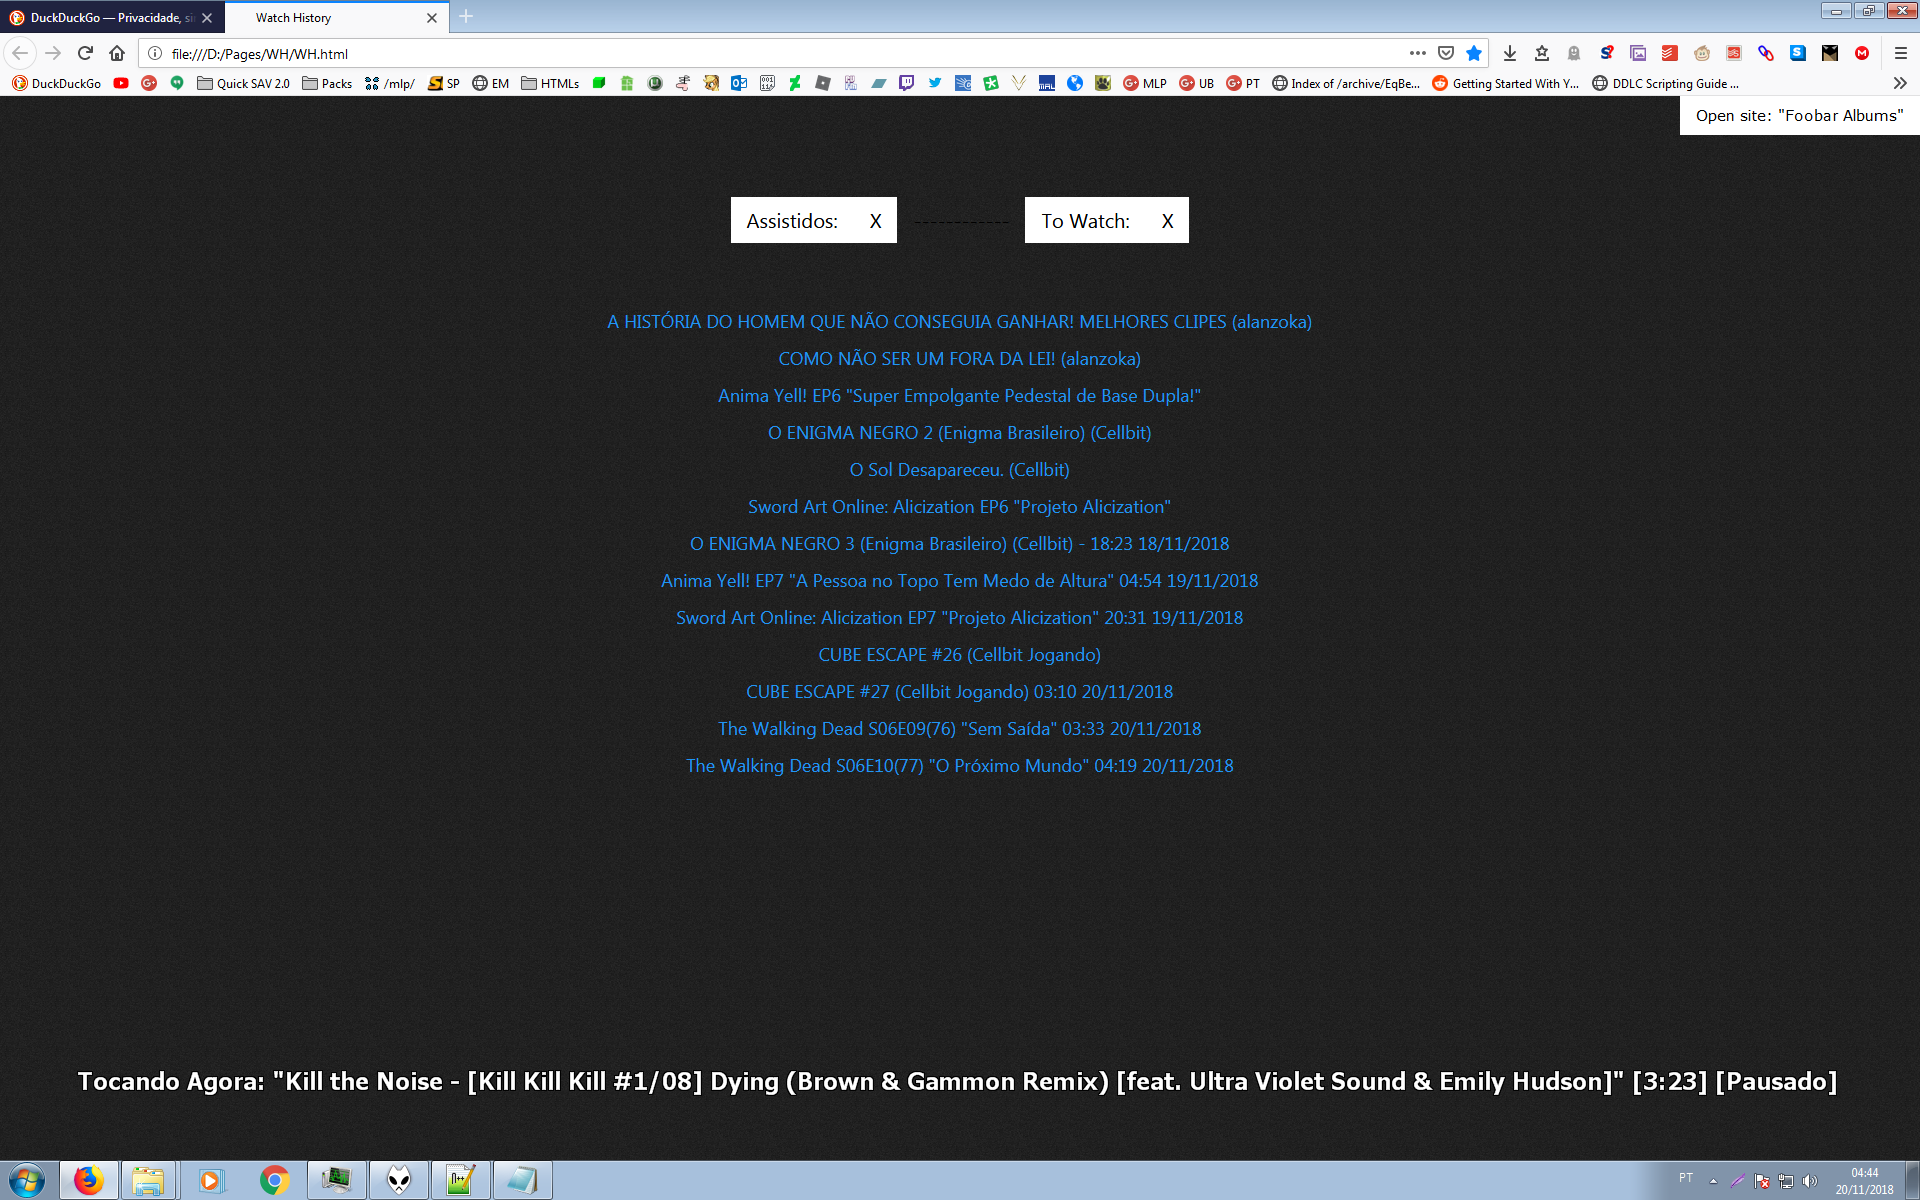 DuckDuckGo — Privacidade, si
Watch History
file:///D:/Pages/WH/WH.html
DuckDuckGo
Quick SAV 2.0
Packs
/mlp/
SP
EM
HTMLs
MLP
UB
PT
Index of /archive/EqBe...
Getting Started With Y...
DDLC Scripting Guide ...
Open site: "Foobar Albums"
Assistidos: X ------------ To Watch: X
A HISTÓRIA DO HOMEM QUE NÃO CONSEGUIA GANHAR! MELHORES CLIPES (alanzoka)
COMO NÃO SER UM FORA DA LEI! (alanzoka)
Anima Yell! EP6 "Super Empolgante Pedestal de Base Dupla!"
O ENIGMA NEGRO 2 (Enigma Brasileiro) (Cellbit)
O Sol Desapareceu. (Cellbit)
Sword Art Online: Alicization EP6 "Projeto Alicization"
O ENIGMA NEGRO 3 (Enigma Brasileiro) (Cellbit) - 18:23 18/11/2018
Anima Yell! EP7 "A Pessoa no Topo Tem Medo de Altura" 04:54 19/11/2018
Sword Art Online: Alicization EP7 "Projeto Alicization" 20:31 19/11/2018
CUBE ESCAPE #26 (Cellbit Jogando)
CUBE ESCAPE #27 (Cellbit Jogando) 03:10 20/11/2018
The Walking Dead S06E09(76) "Sem Saída" 03:33 20/11/2018
The Walking Dead S06E10(77) "O Próximo Mundo" 04:19 20/11/2018
Tocando Agora: "Kill the Noise - [Kill Kill Kill #1/08] Dying (Brown & Gammon Remix) [feat. Ultra Violet Sound & Emily Hudson]" [3:23] [Pausado]
PT
04:44
20/11/2018